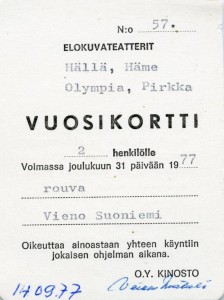 N:o 57.
ELOKUVATEATTERIT
Hällä, Häme
Olympia, Pirkka
VUOSIKORTTI
2 henkilölle
Voimassa joulukuun 31 päivään 1977
rouva
Vieno Suoniemi
Oikeuttaa ainoastaan yhteen käyntiin
jokaisen ohjelman aikana.
O.Y. KINOSTO
14.09.77